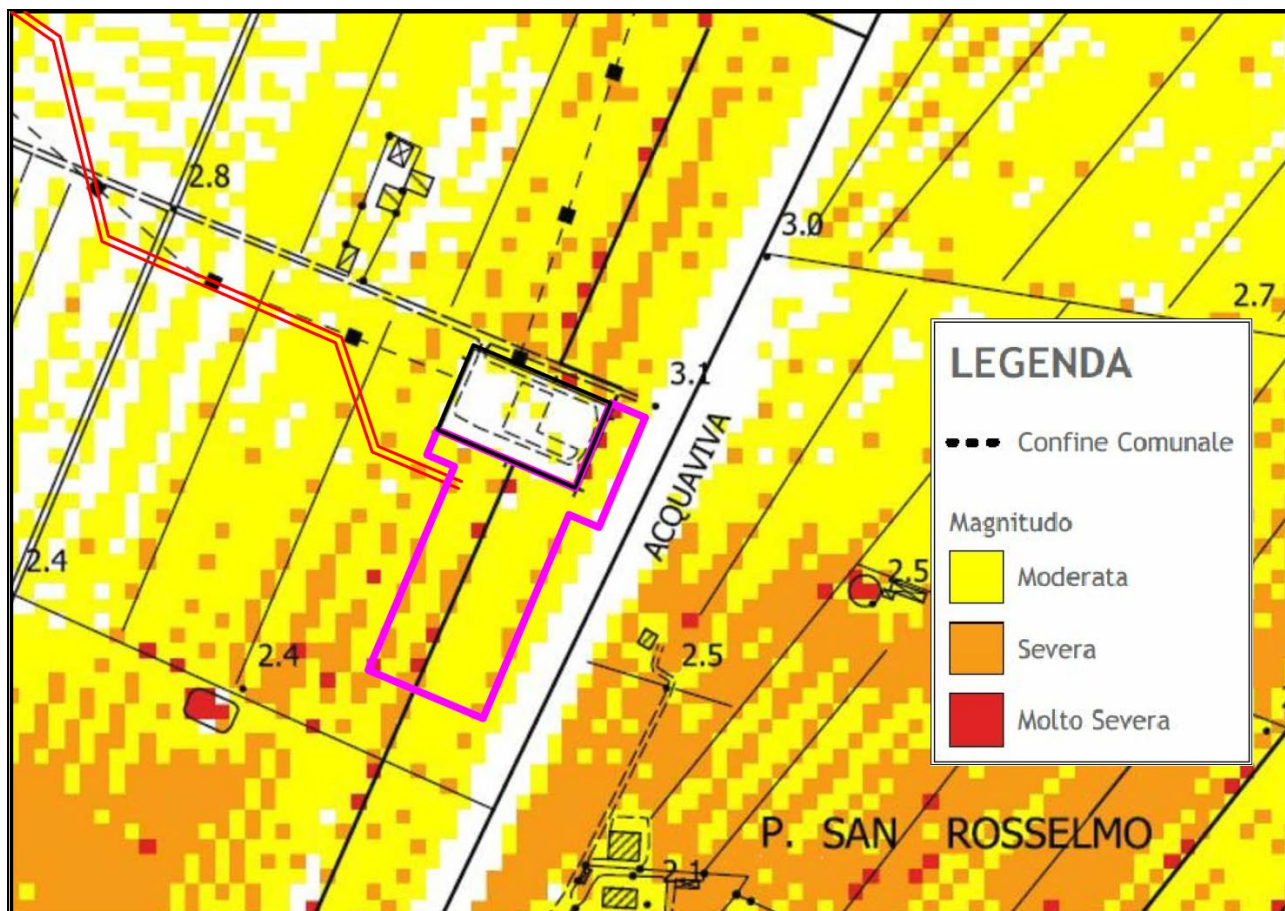 2.8
3.0
2.7
3.1
ACQUAVIVA
2.4
2.4
2.5
2.5
2.1
P. SAN ROSSELMO
LEGENDA
Confine Comunale
Magnitudo
Moderata
Severa
Molto Severa